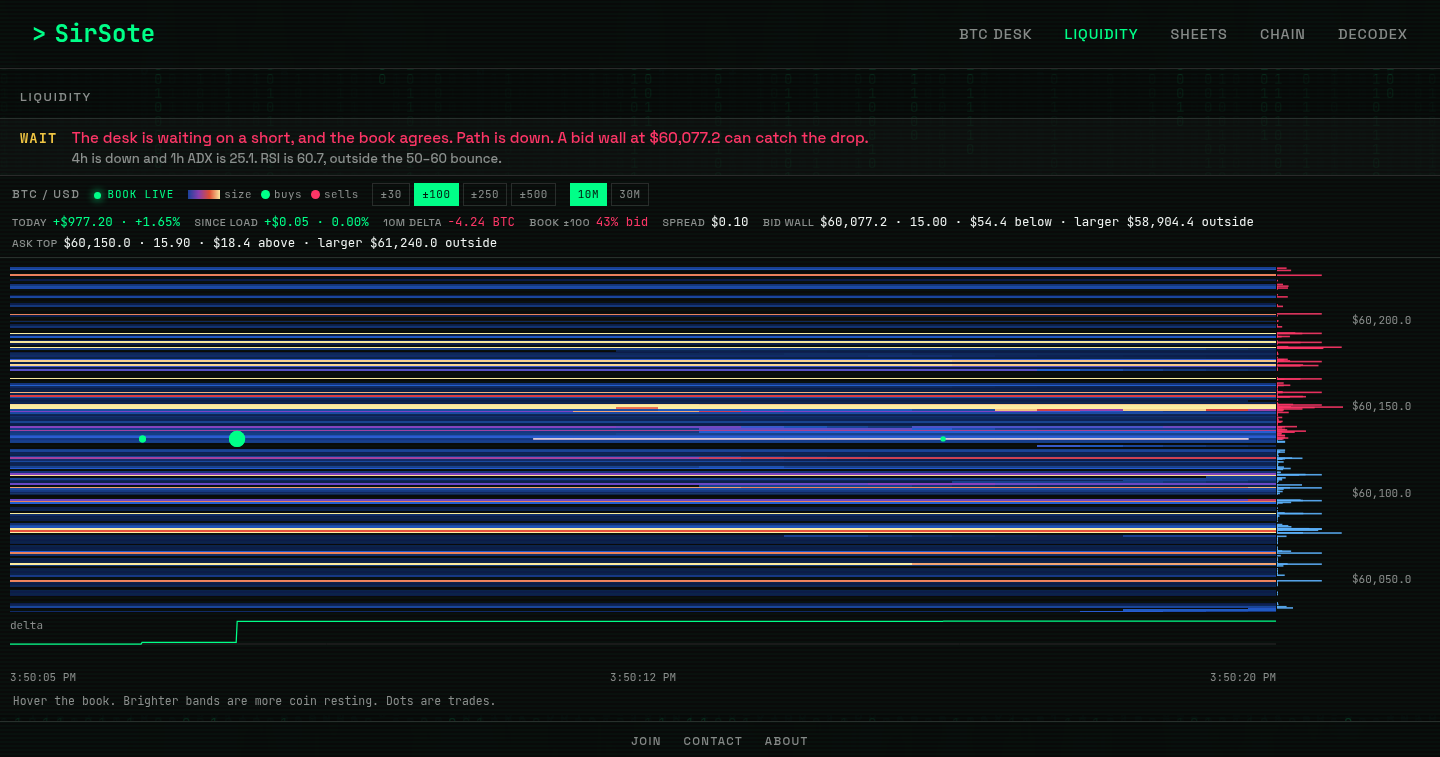 > SirSote
BTC DESK LIQUIDITY SHEETS CHAIN DECODEX
LIQUIDITY
WAIT The desk is waiting on a short, and the book agrees. Path is down. A bid wall at $60,077.2 can catch the drop.
4h is down and 1h ADX is 25.1. RSI is 60.7, outside the 50–60 bounce.
BTC / USD BOOK LIVE size buys sells ±30 ±100 ±250 ±500 10M 30M
TODAY +$977.20 · +1.65% SINCE LOAD +$0.05 · 0.00% 10M DELTA -4.24 BTC BOOK ±100 43% bid SPREAD $0.10 BID WALL $60,077.2 · 15.00 · $54.4 below · larger $58,904.4 outside
ASK TOP $60,150.0 · 15.90 · $18.4 above · larger $61,240.0 outside
$60,200.0
$60,150.0
$60,100.0
$60,050.0
delta
3:50:05 PM 3:50:12 PM 3:50:20 PM
Hover the book. Brighter bands are more coin resting. Dots are trades.
JOIN CONTACT ABOUT